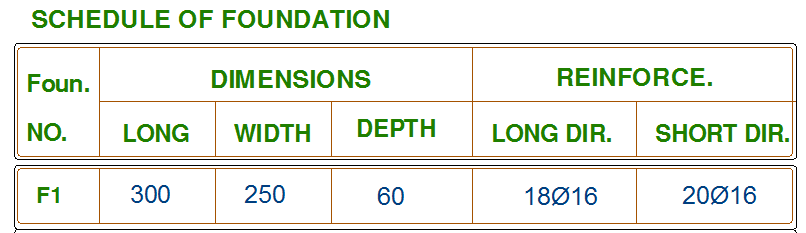 SCHEDULE OF FOUNDATION
Foun. NO. DIMENSIONS REINFORCE.
LONG WIDTH DEPTH LONG DIR. SHORT DIR.
F1 300 250 60 18Ø16 20Ø16